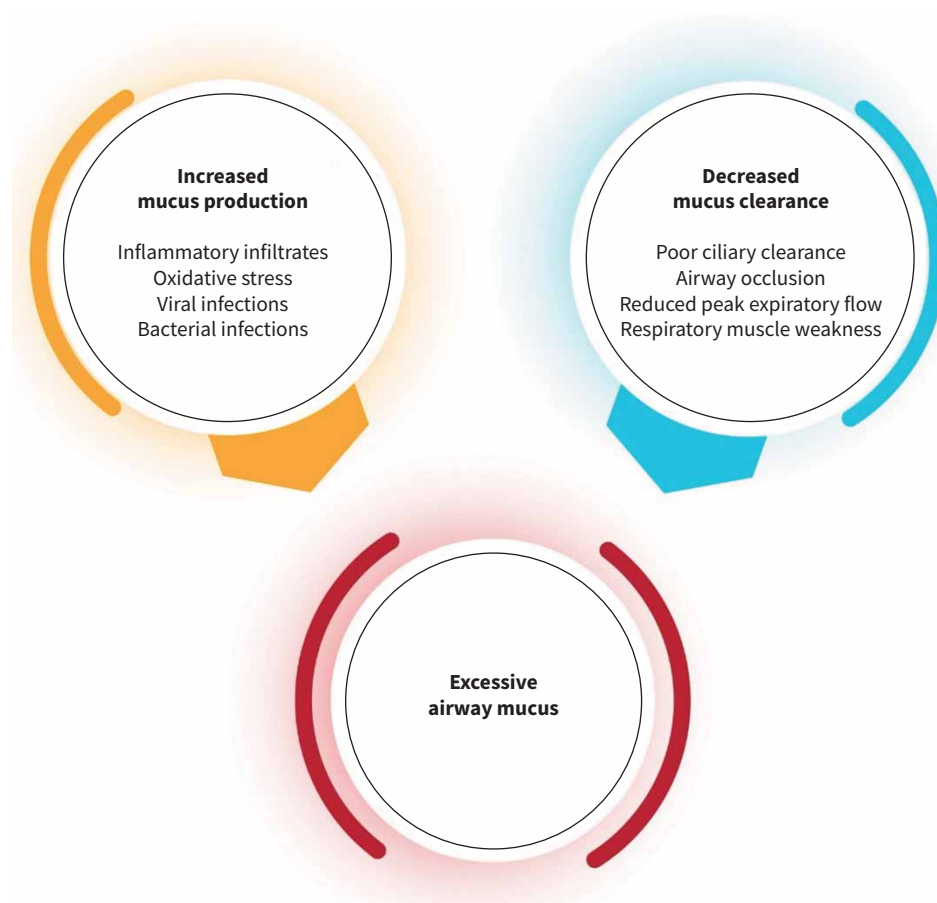 Increased
mucus production
Inflammatory infiltrates
Oxidative stress
Viral infections
Bacterial infections
Decreased
mucus clearance
Poor ciliary clearance
Airway occlusion
Reduced peak expiratory flow
Respiratory muscle weakness
Excessive
airway mucus